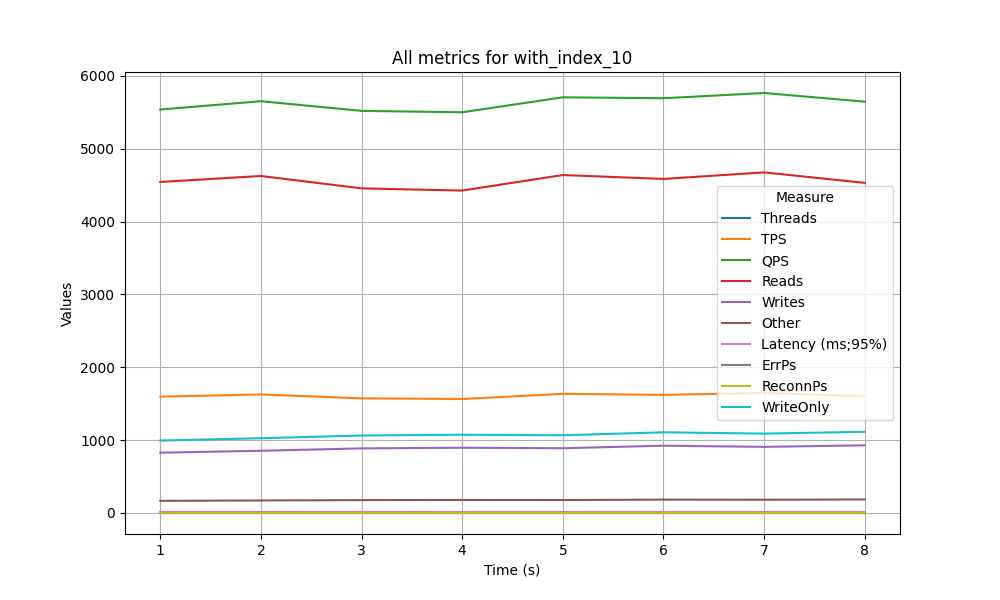 All metrics for with_index_10
6000
5000
4000
3000
2000
1000
0
Values
Measure
Threads
TPS
QPS
Reads
Writes
Other
Latency (ms;95%)
ErrPs
ReconnPs
WriteOnly
1 2 3 4 5 6 7 8
Time (s)